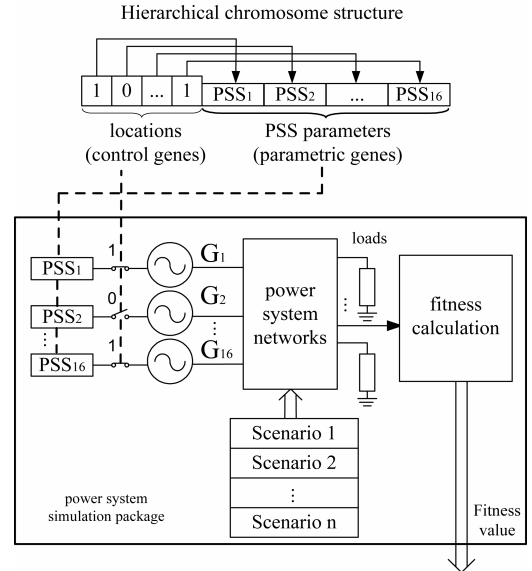 Hierarchical chromosome structure
1 0 ... 1 PSS1 PSS2 ... PSS16
locations
(control genes)
PSS parameters
(parametric genes)
loads
1
PSS1
G1
0
PSS2
G2
1
PSS16
G16
power
system
networks
fitness
calculation
Scenario 1
Scenario 2
Scenario n
power system
simulation package
Fitness
value